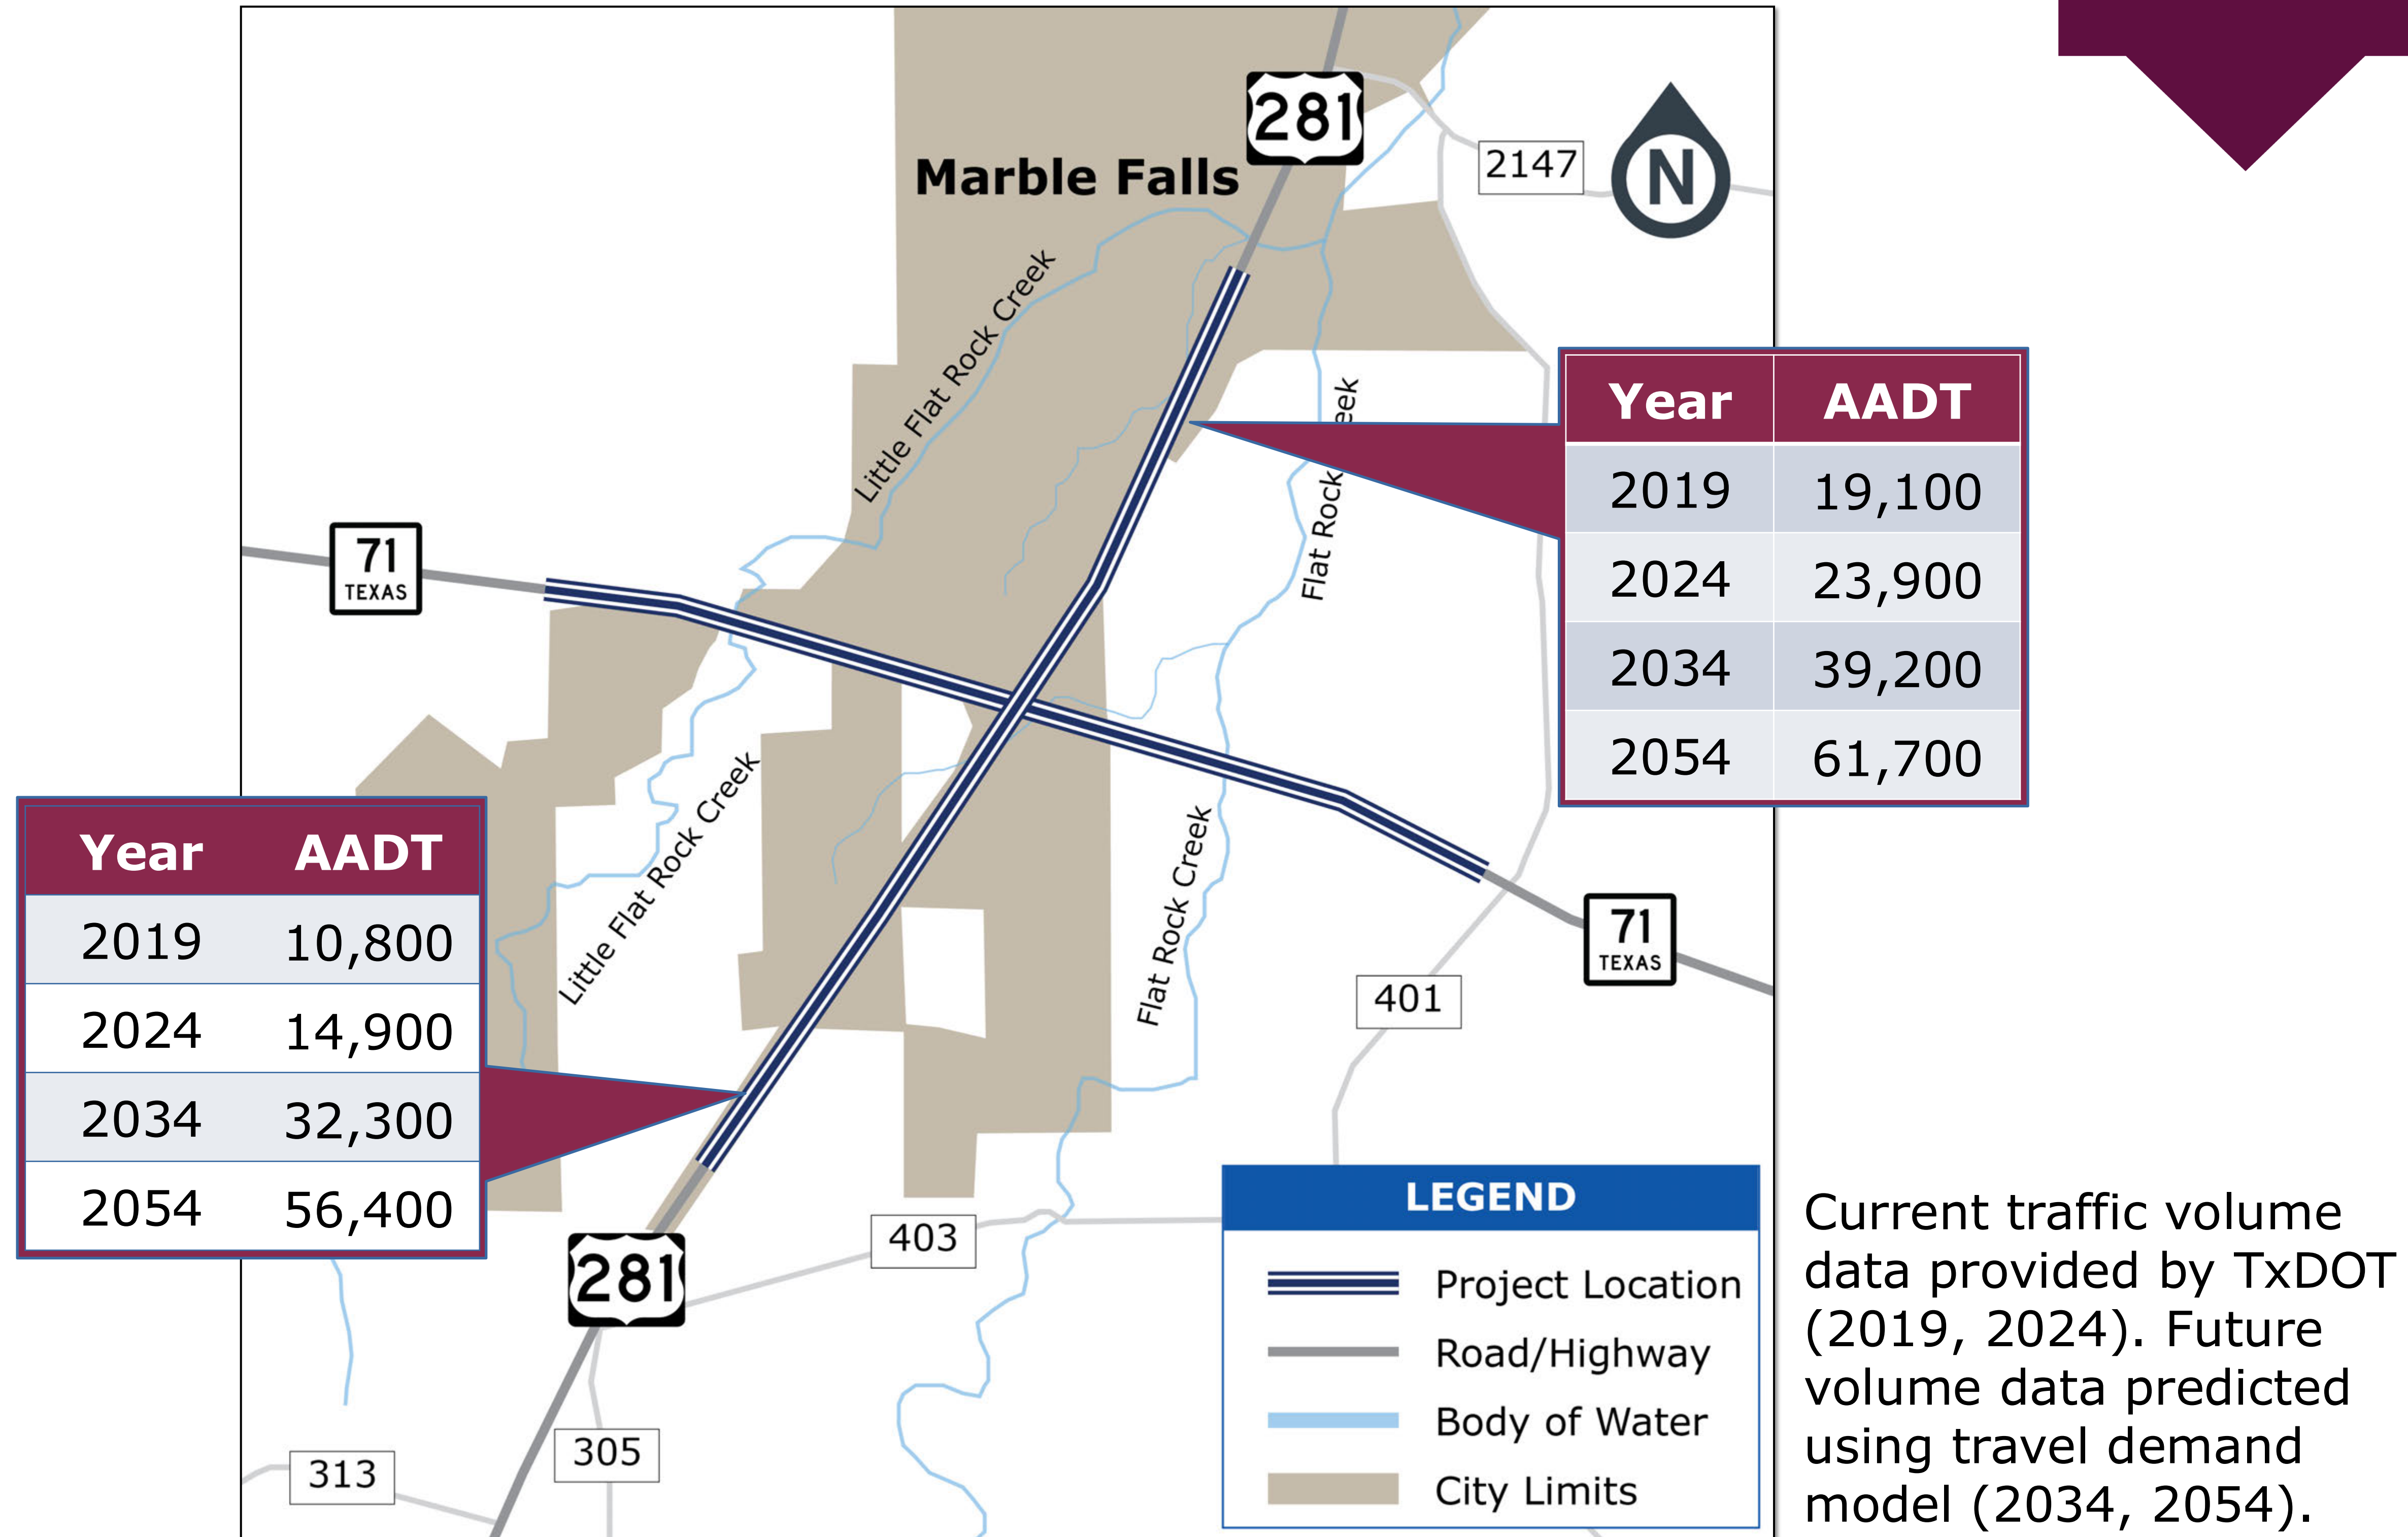 281
Marble Falls
2147
N
Little Flat Rock Creek
Flat Rock
eek
71
TEXAS
Year AADT
2019 19,100
2024 23,900
2034 39,200
2054 61,700
Little Flat Rock Creek
Flat Rock Creek
Year AADT
2019 10,800
2024 14,900
2034 32,300
2054 56,400
71
TEXAS
401
403
281
305
313
LEGEND
Project Location
Road/Highway
Body of Water
City Limits
Current traffic volume
data provided by TxDOT
(2019, 2024). Future
volume data predicted
using travel demand
model (2034, 2054).